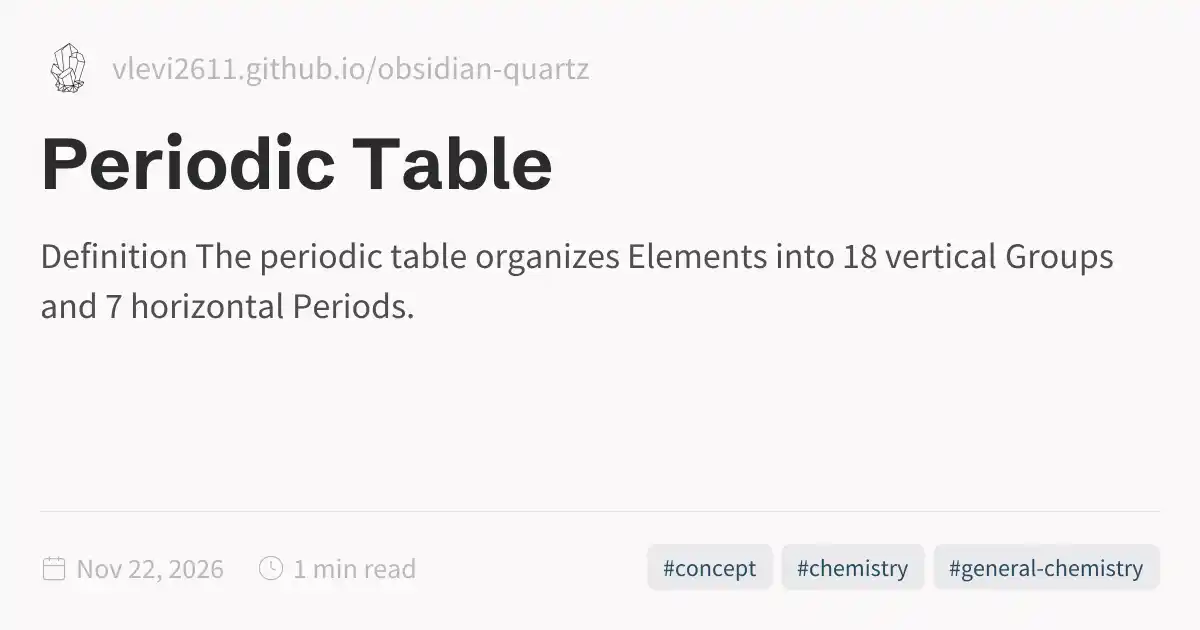 vlevi2611.github.io/obsidian-quartz
Periodic Table
Definition The periodic table organizes Elements into 18 vertical Groups
and 7 horizontal Periods.
Nov 22, 2026 1 min read #concept #chemistry #general-chemistry